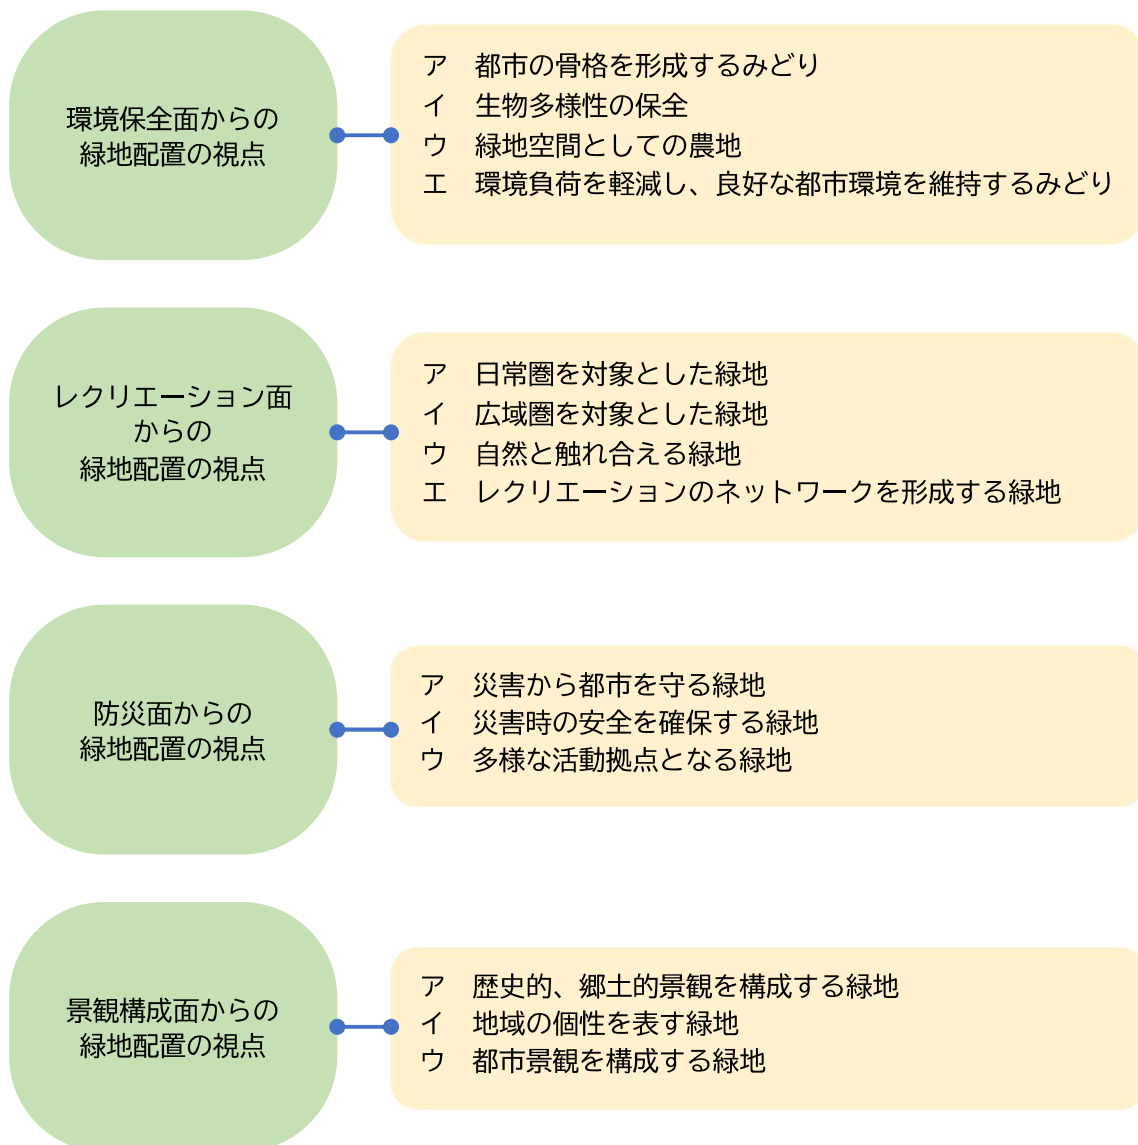 環境保全面からの
緑地配置の視点
ア 都市の骨格を形成するみどり
イ 生物多様性の保全
ウ 緑地空間としての農地
エ 環境負荷を軽減し、良好な都市環境を維持するみどり
レクリエーション面
からの
緑地配置の視点
ア 日常圏を対象とした緑地
イ 広域圏を対象とした緑地
ウ 自然と触れ合える緑地
エ レクリエーションのネットワークを形成する緑地
防災面からの
緑地配置の視点
ア 災害から都市を守る緑地
イ 災害時の安全を確保する緑地
ウ 多様な活動拠点となる緑地
景観構成面からの
緑地配置の視点
ア 歴史的、郷土的景観を構成する緑地
イ 地域の個性を表す緑地
ウ 都市景観を構成する緑地